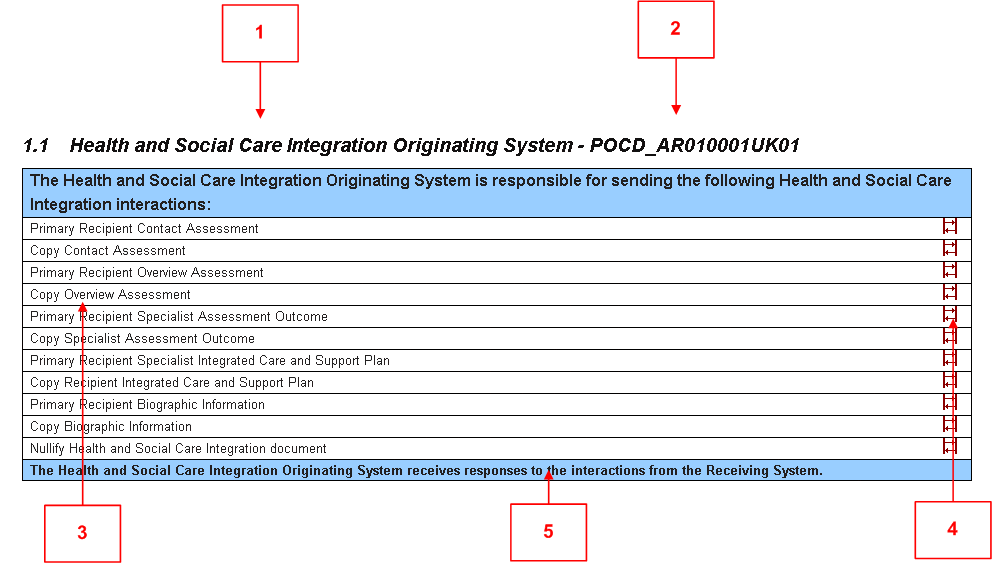 1
2
1.1 Health and Social Care Integration Originating System - POCD_AR010001UK01
The Health and Social Care Integration Originating System is responsible for sending the following Health and Social Care
Integration interactions:
Primary Recipient Contact Assessment
Copy Contact Assessment
Primary Recipient Overview Assessment
Copy Overview Assessment
Primary Recipient Specialist Assessment Outcome
Copy Specialist Assessment Outcome
Primary Recipient Specialist Integrated Care and Support Plan
Copy Recipient Integrated Care and Support Plan
Primary Recipient Biographic Information
Copy Biographic Information
Nullify Health and Social Care Integration document
The Health and Social Care Integration Originating System receives responses to the interactions from the Receiving System.
3
5
4